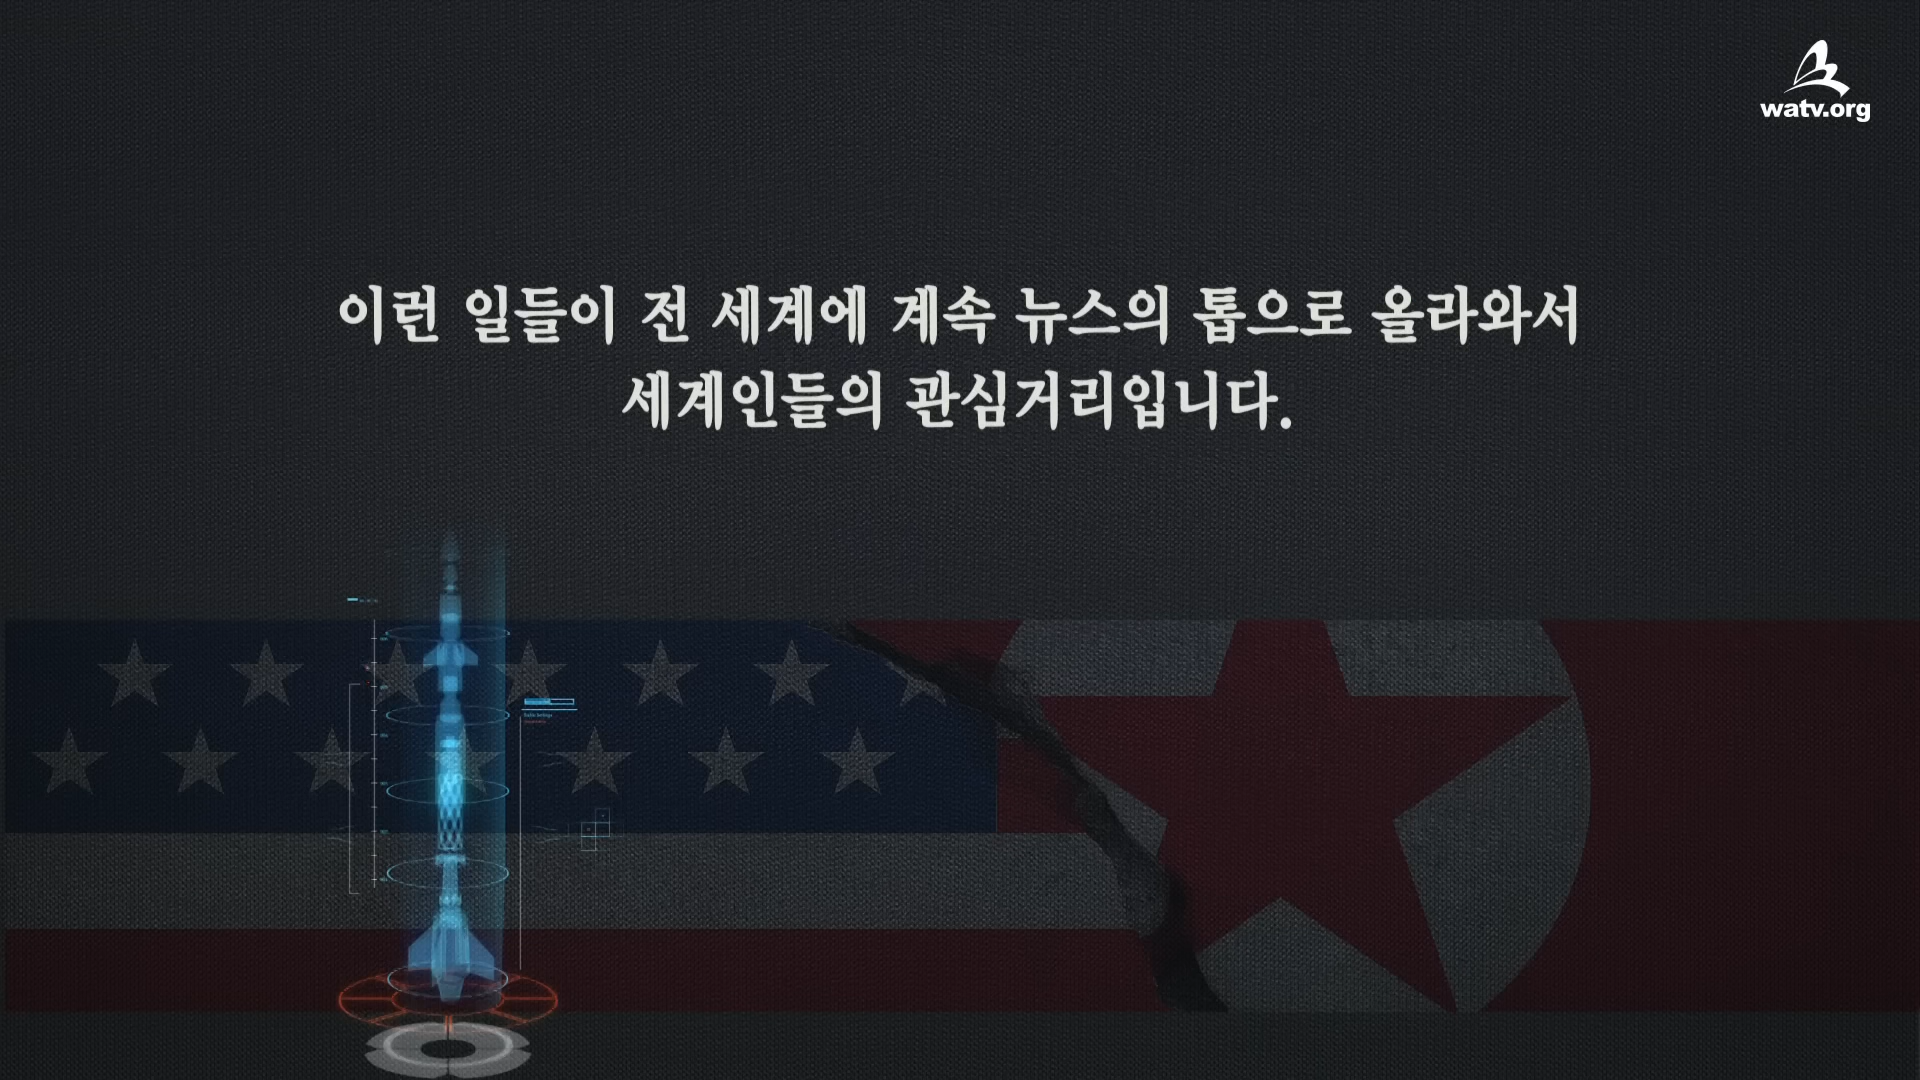 watv.org
이런 일들이 전 세계에 계속 뉴스의 톱으로 올라와서
세계인들의 관심거리입니다.